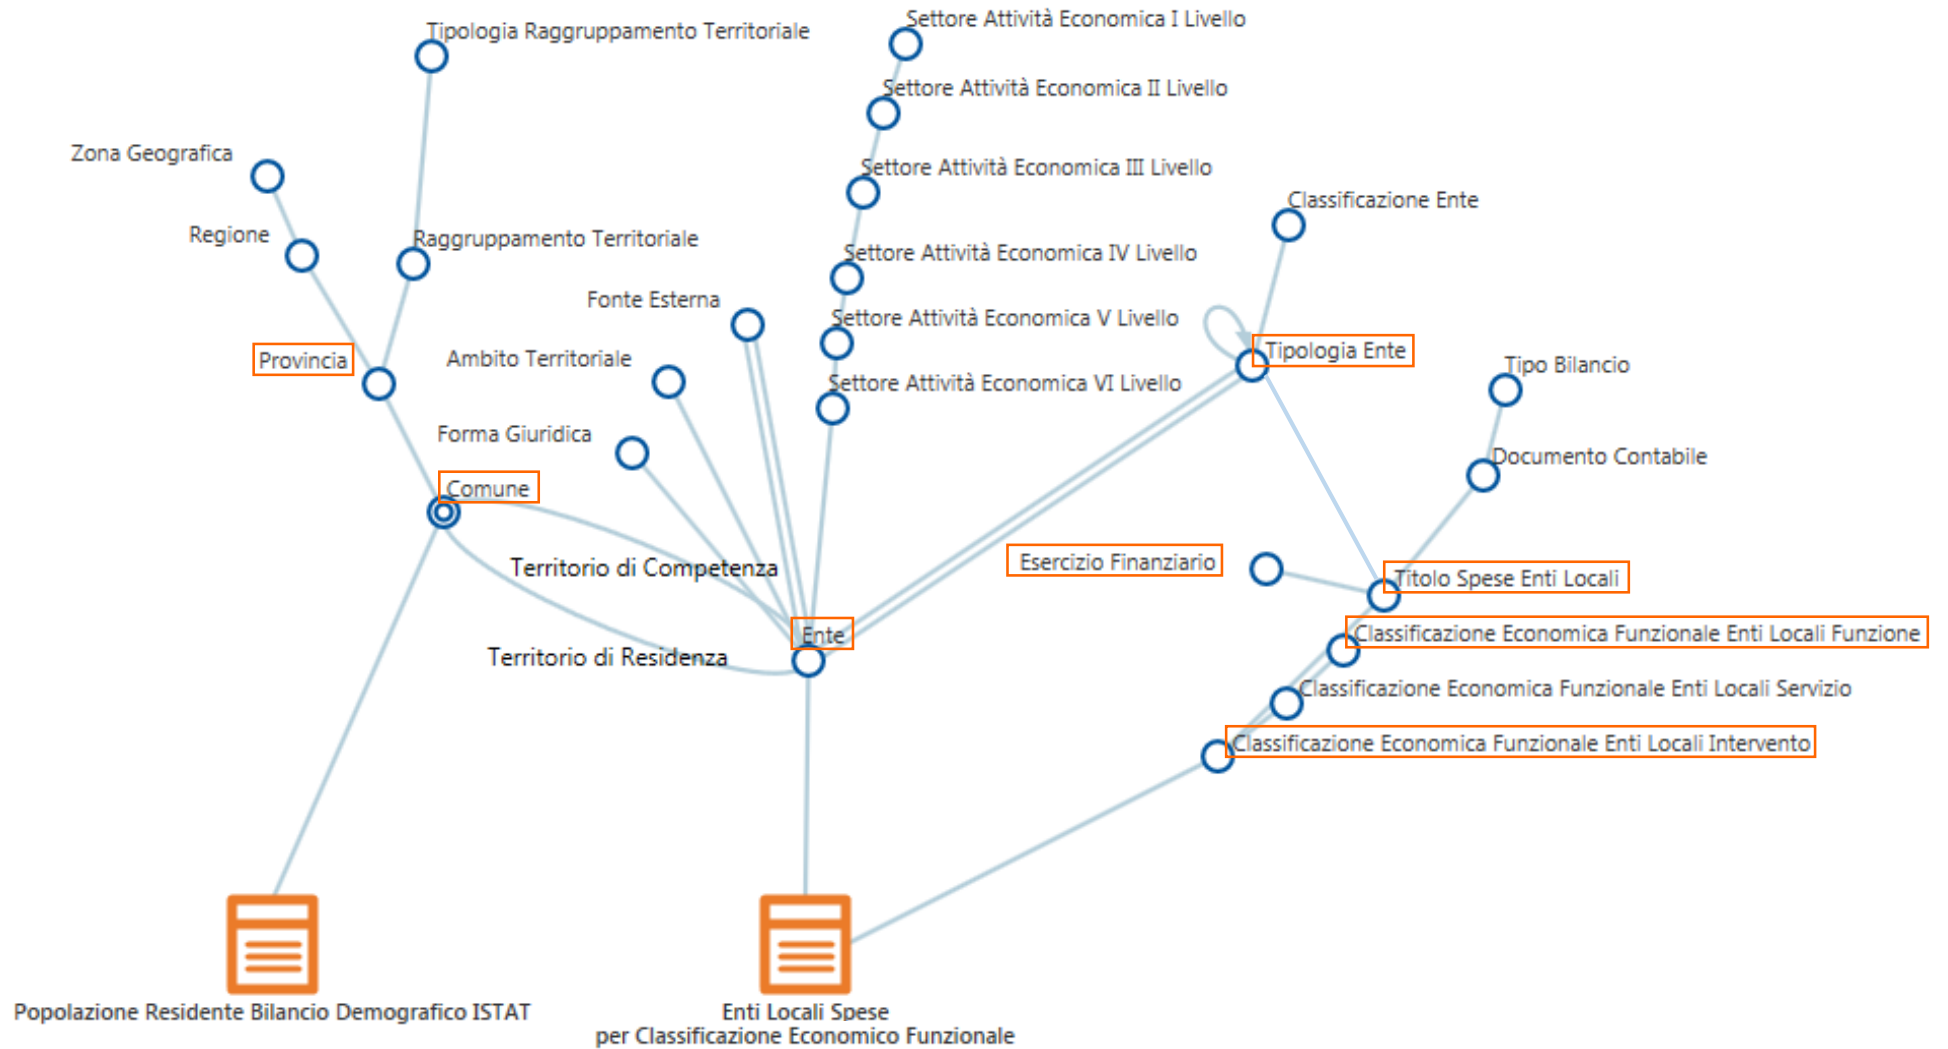 Settore Attività Economica I Livello
Tipologia Raggruppamento Territoriale
Settore Attività Economica II Livello
Zona Geografica
Settore Attività Economica III Livello
Classificazione Ente
Regione
Raggruppamento Territoriale
Settore Attività Economica IV Livello
Fonte Esterna
Settore Attività Economica V Livello
Provincia
Ambito Territoriale
Tipologia Ente
Tipo Bilancio
Settore Attività Economica VI Livello
Forma Giuridica
Documento Contabile
Comune
Territorio di Competenza
Esercizio Finanziario
Titolo Spese Enti Locali
Ente
Classificazione Economica Funzionale Enti Locali Funzione
Territorio di Residenza
Classificazione Economica Funzionale Enti Locali Servizio
Classificazione Economica Funzionale Enti Locali Intervento
Popolazione Residente Bilancio Demografico ISTAT
Enti Locali Spese
per Classificazione Economico Funzionale